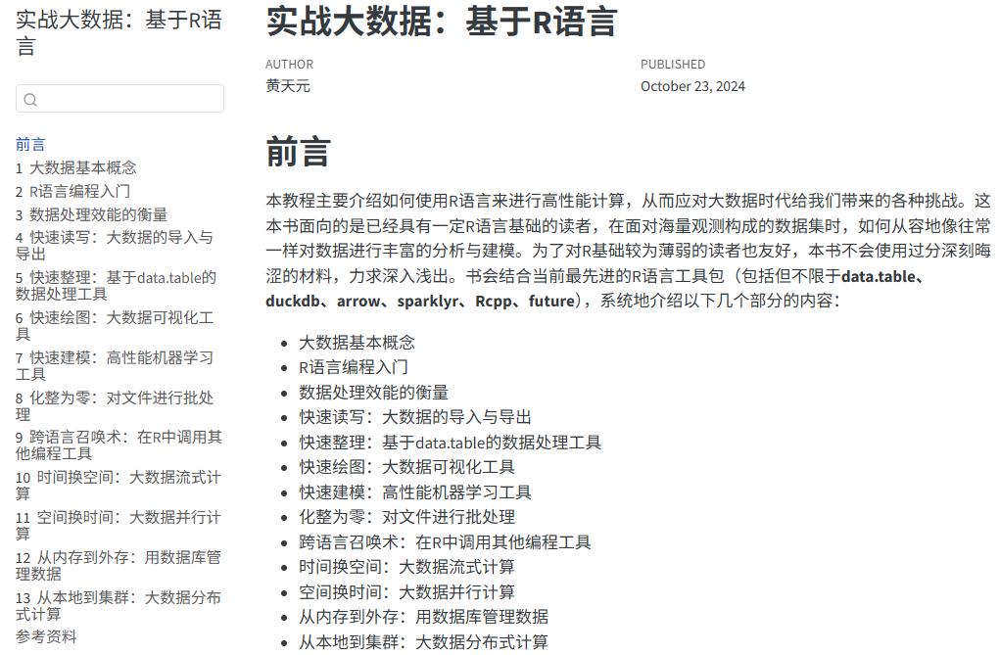 实战大数据：基于R语
言
前言
1 大数据基本概念
2 R语言编程入门
3 数据处理效能的衡量
4 快速读写：大数据的导入与
导出
5 快速整理：基于data.table的
数据处理工具
6 快速绘图：大数据可视化工
具
7 快速建模：高性能机器学习
工具
8 化整为零：对文件进行批处
理
9 跨语言召唤术：在R中调用其
他编程工具
10 时间换空间：大数据流式计
算
11 空间换时间：大数据并行计
算
12 从内存到外存：用数据库管
理数据
13 从本地到集群：大数据分布
式计算
参考资料
实战大数据：基于R语言
AUTHOR
黄天元
PUBLISHED
October 23, 2024
前言
本教程主要介绍如何使用R语言来进行高性能计算，从而应对大数据时代给我们带来的各种挑战。这
本书面向的是已经具有一定R语言基础的读者，在面对海量观测构成的数据集时，如何从容地像往常
一样对数据进行丰富的分析与建模。为了对R基础较为薄弱的读者也友好，本书不会使用过分深刻晦
涩的材料，力求深入浅出。书会结合当前最先进的R语言工具包（包括但不限于data.table、
duckdb、arrow、sparklyr、Rcpp、future），系统地介绍以下几个部分的内容：
• 大数据基本概念
• R语言编程入门
• 数据处理效能的衡量
• 快速读写：大数据的导入与导出
• 快速整理：基于data.table的数据处理工具
• 快速绘图：大数据可视化工具
• 快速建模：高性能机器学习工具
• 化整为零：对文件进行批处理
• 跨语言召唤术：在R中调用其他编程工具
• 时间换空间：大数据流式计算
• 空间换时间：大数据并行计算
• 从内存到外存：用数据库管理数据
• 从本地到集群：大数据分布式计算